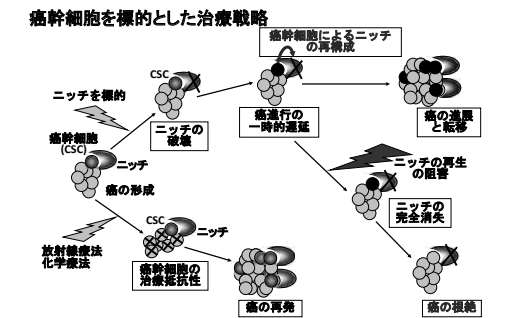 癌幹細胞を標的とした治療戦略
癌幹細胞によるニッチ
の再構成
CSC
ニッチを標的
ニッチの
破壊
癌進行の
一時的遅延
癌の進展
と転移
癌幹細胞
(CSC)
ニッチ
癌の形成
ニッチの再生
の阻害
ニッチの
完全消失
CSC
ニッチ
放射線療法
化学療法
癌幹細胞の
治療抵抗性
癌の再発
癌の根絶